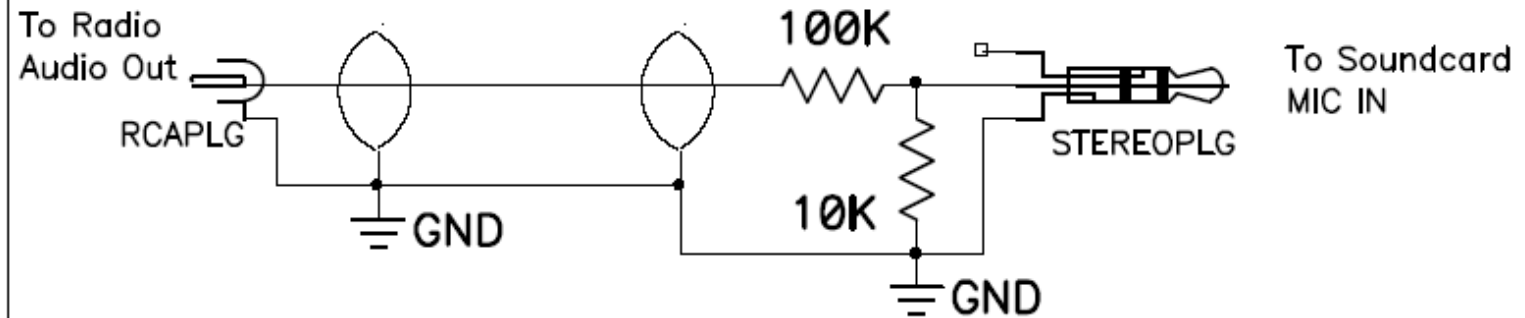 To Radio
Audio Out
RCAPLG
GND
100K
10K
GND
STEREOPLG
To Soundcard
MIC IN